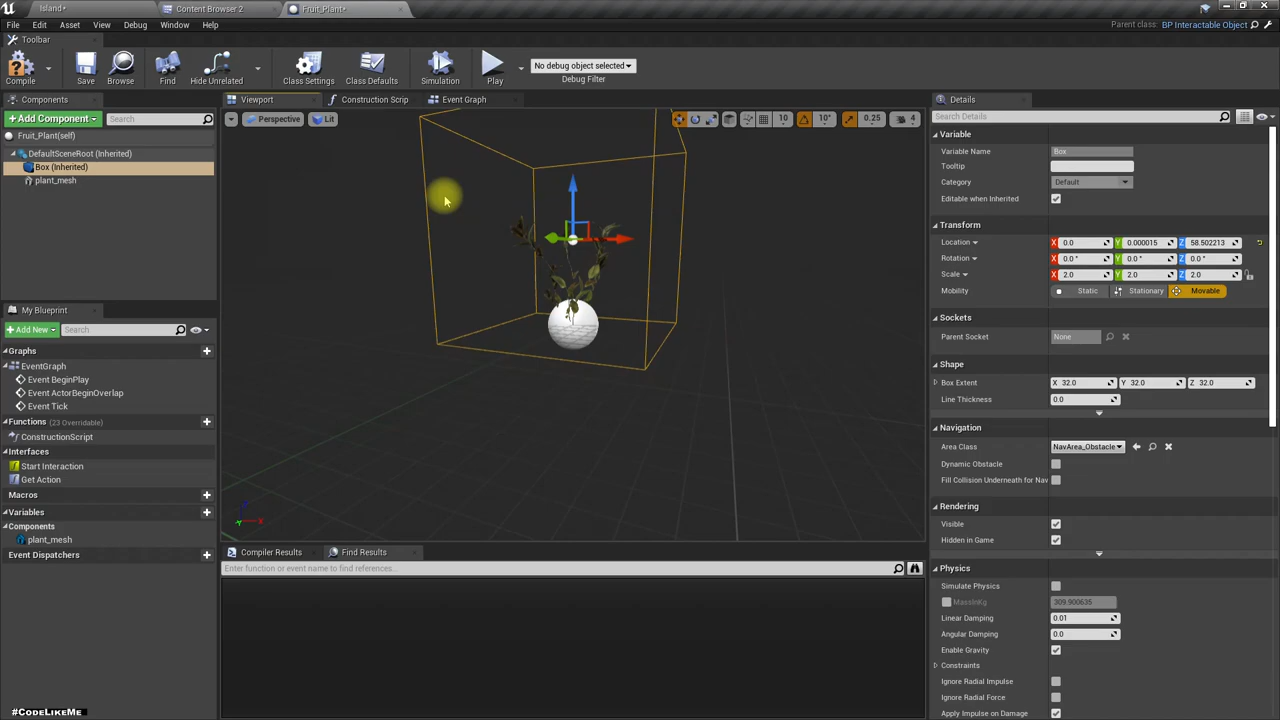 Island*
Content Browser 2
Fruit_Plant*
File Edit Asset View Debug Window Help
Parent class: BP Interactable Object
Toolbar
Compile
Save
Browse
Find
Hide Unrelated
Class Settings
Class Defaults
Simulation
Play
No debug object selected
Debug Filter
Components
+ Add Component
Search
Fruit_Plant(self)
DefaultSceneRoot (Inherited)
Box (Inherited)
plant_mesh
My Blueprint
+ Add New
Search
Graphs
EventGraph
Event BeginPlay
Event ActorBeginOverlap
Event Tick
Functions (23 Overridable)
ConstructionScript
Interfaces
Start Interaction
Get Action
Macros
Variables
Components
plant_mesh
Event Dispatchers
Viewport
Construction Scrip
Event Graph
Perspective
Lit
10
10°
0.25
4
Compiler Results
Find Results
Enter function or event name to find references...
Details
Search Details
Variable
Variable Name Box
Tooltip
Category Default
Editable when Inherited
Transform
Location X 0.0 Y 0.000015 Z 58.502213
Rotation X 0.0 ° Y 0.0 ° Z 0.0 °
Scale X 2.0 Y 2.0 Z 2.0
Mobility Static Stationary Movable
Sockets
Parent Socket None
Shape
Box Extent X 32.0 Y 32.0 Z 32.0
Line Thickness 0.0
Navigation
Area Class NavArea_Obstacle
Dynamic Obstacle
Fill Collision Underneath for Nav
Rendering
Visible
Hidden in Game
Physics
Simulate Physics
MassInKg 309.900635
Linear Damping 0.01
Angular Damping 0.0
Enable Gravity
Constraints
Ignore Radial Impulse
Ignore Radial Force
Apply Impulse on Damage
#CodeLikeMe